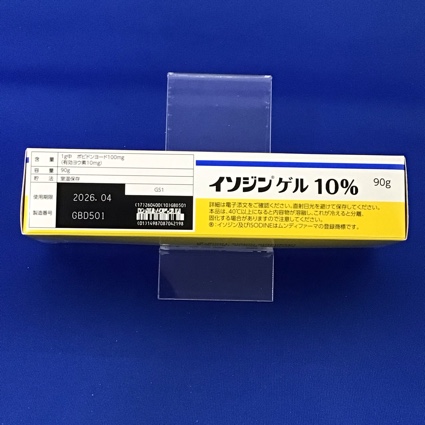 含 量
1g中 ポビドンヨード100mg
(有効ヨウ素10mg)
容 量
90g
貯 法
室温保存
使用期限
2026.04
製造番号
GBD501
GS1
(17)260400(10)GBD501
(01)14987087042198
イソジン®ゲル 10% 90g
詳細は電子添文をご確認ください。直射日光を避けて保存してください。
本品は、40℃以上になると内容物が溶融し、これが冷えると分離、
固化する場合がありますので注意してください。
®:イソジン及びISODINEはムンディファーマの登録商標です。